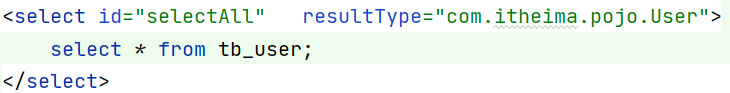 <select id="selectAll"   resultType="com.itheima.pojo.User">
    select * from tb_user;
</select>